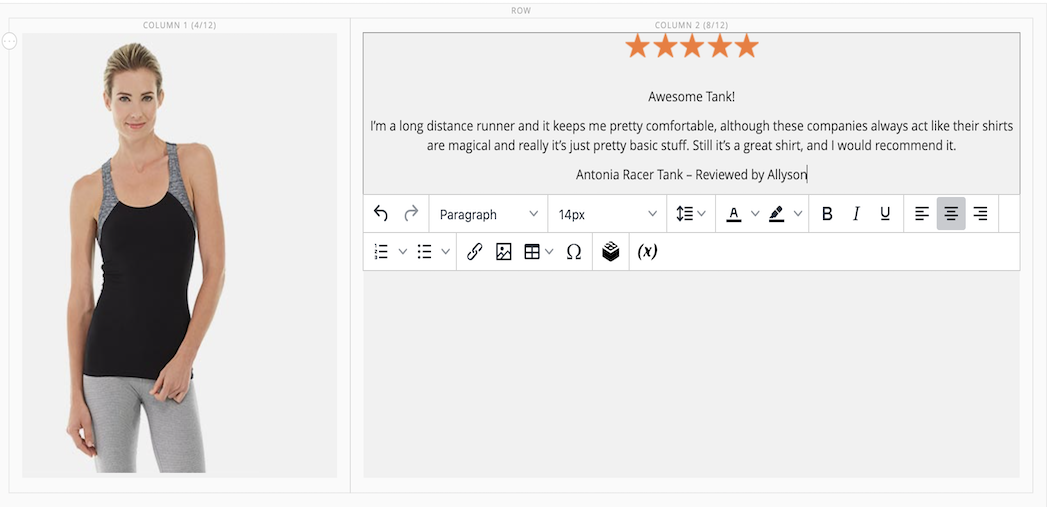 ROW
COLUMN 1 (4/12)
COLUMN 2 (8/12)
Awesome Tank!
I'm a long distance runner and it keeps me pretty comfortable, although these companies always act like their shirts
are magical and really it's just pretty basic stuff. Still it's a great shirt, and I would recommend it.
Antonia Racer Tank – Reviewed by Allyson
Paragraph 14px A B I U
Ω (x)